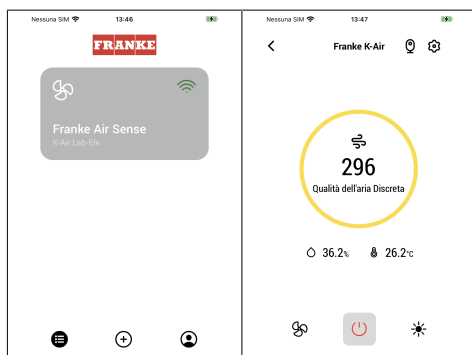 Nessuna SIM 13:46
FRANKE
Franke Air Sense
K-Air Lab-Ele
Nessuna SIM 13:47
Franke K-Air
296
Qualità dell'aria Discreta
36.2% 26.2°C